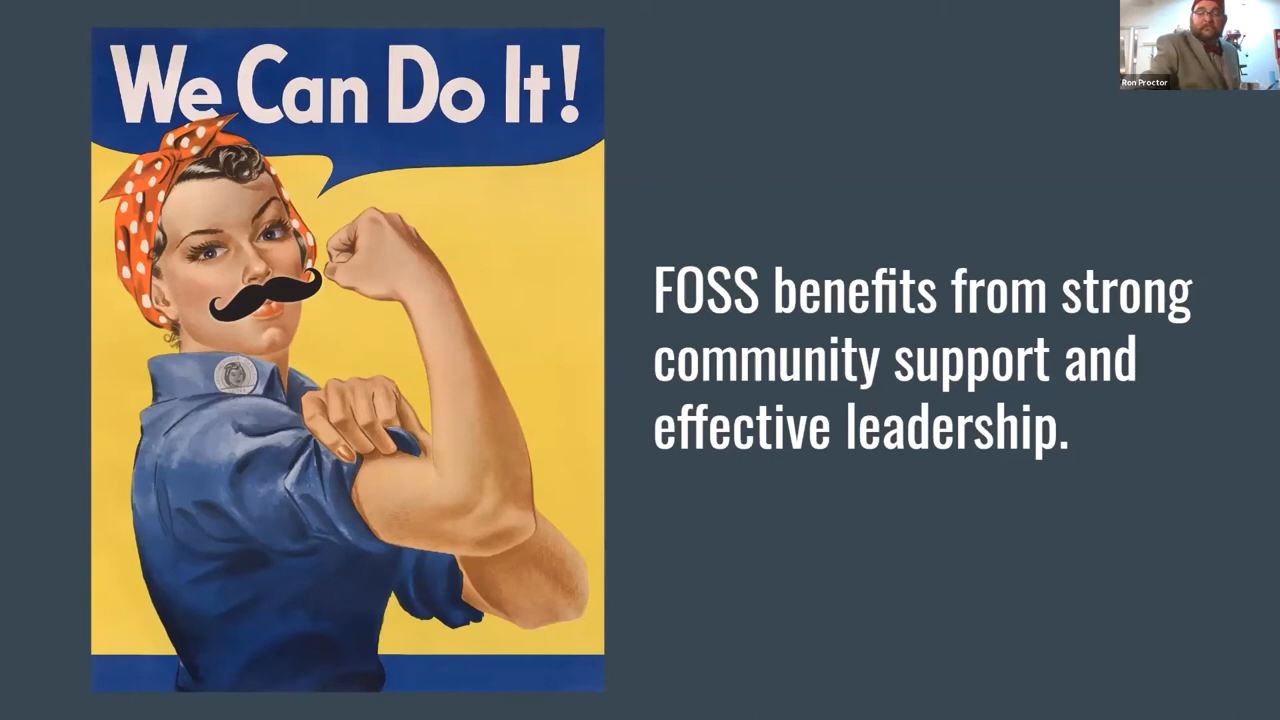 We Can Do It!
Ron Proctor
FOSS benefits from strong
community support and
effective leadership.